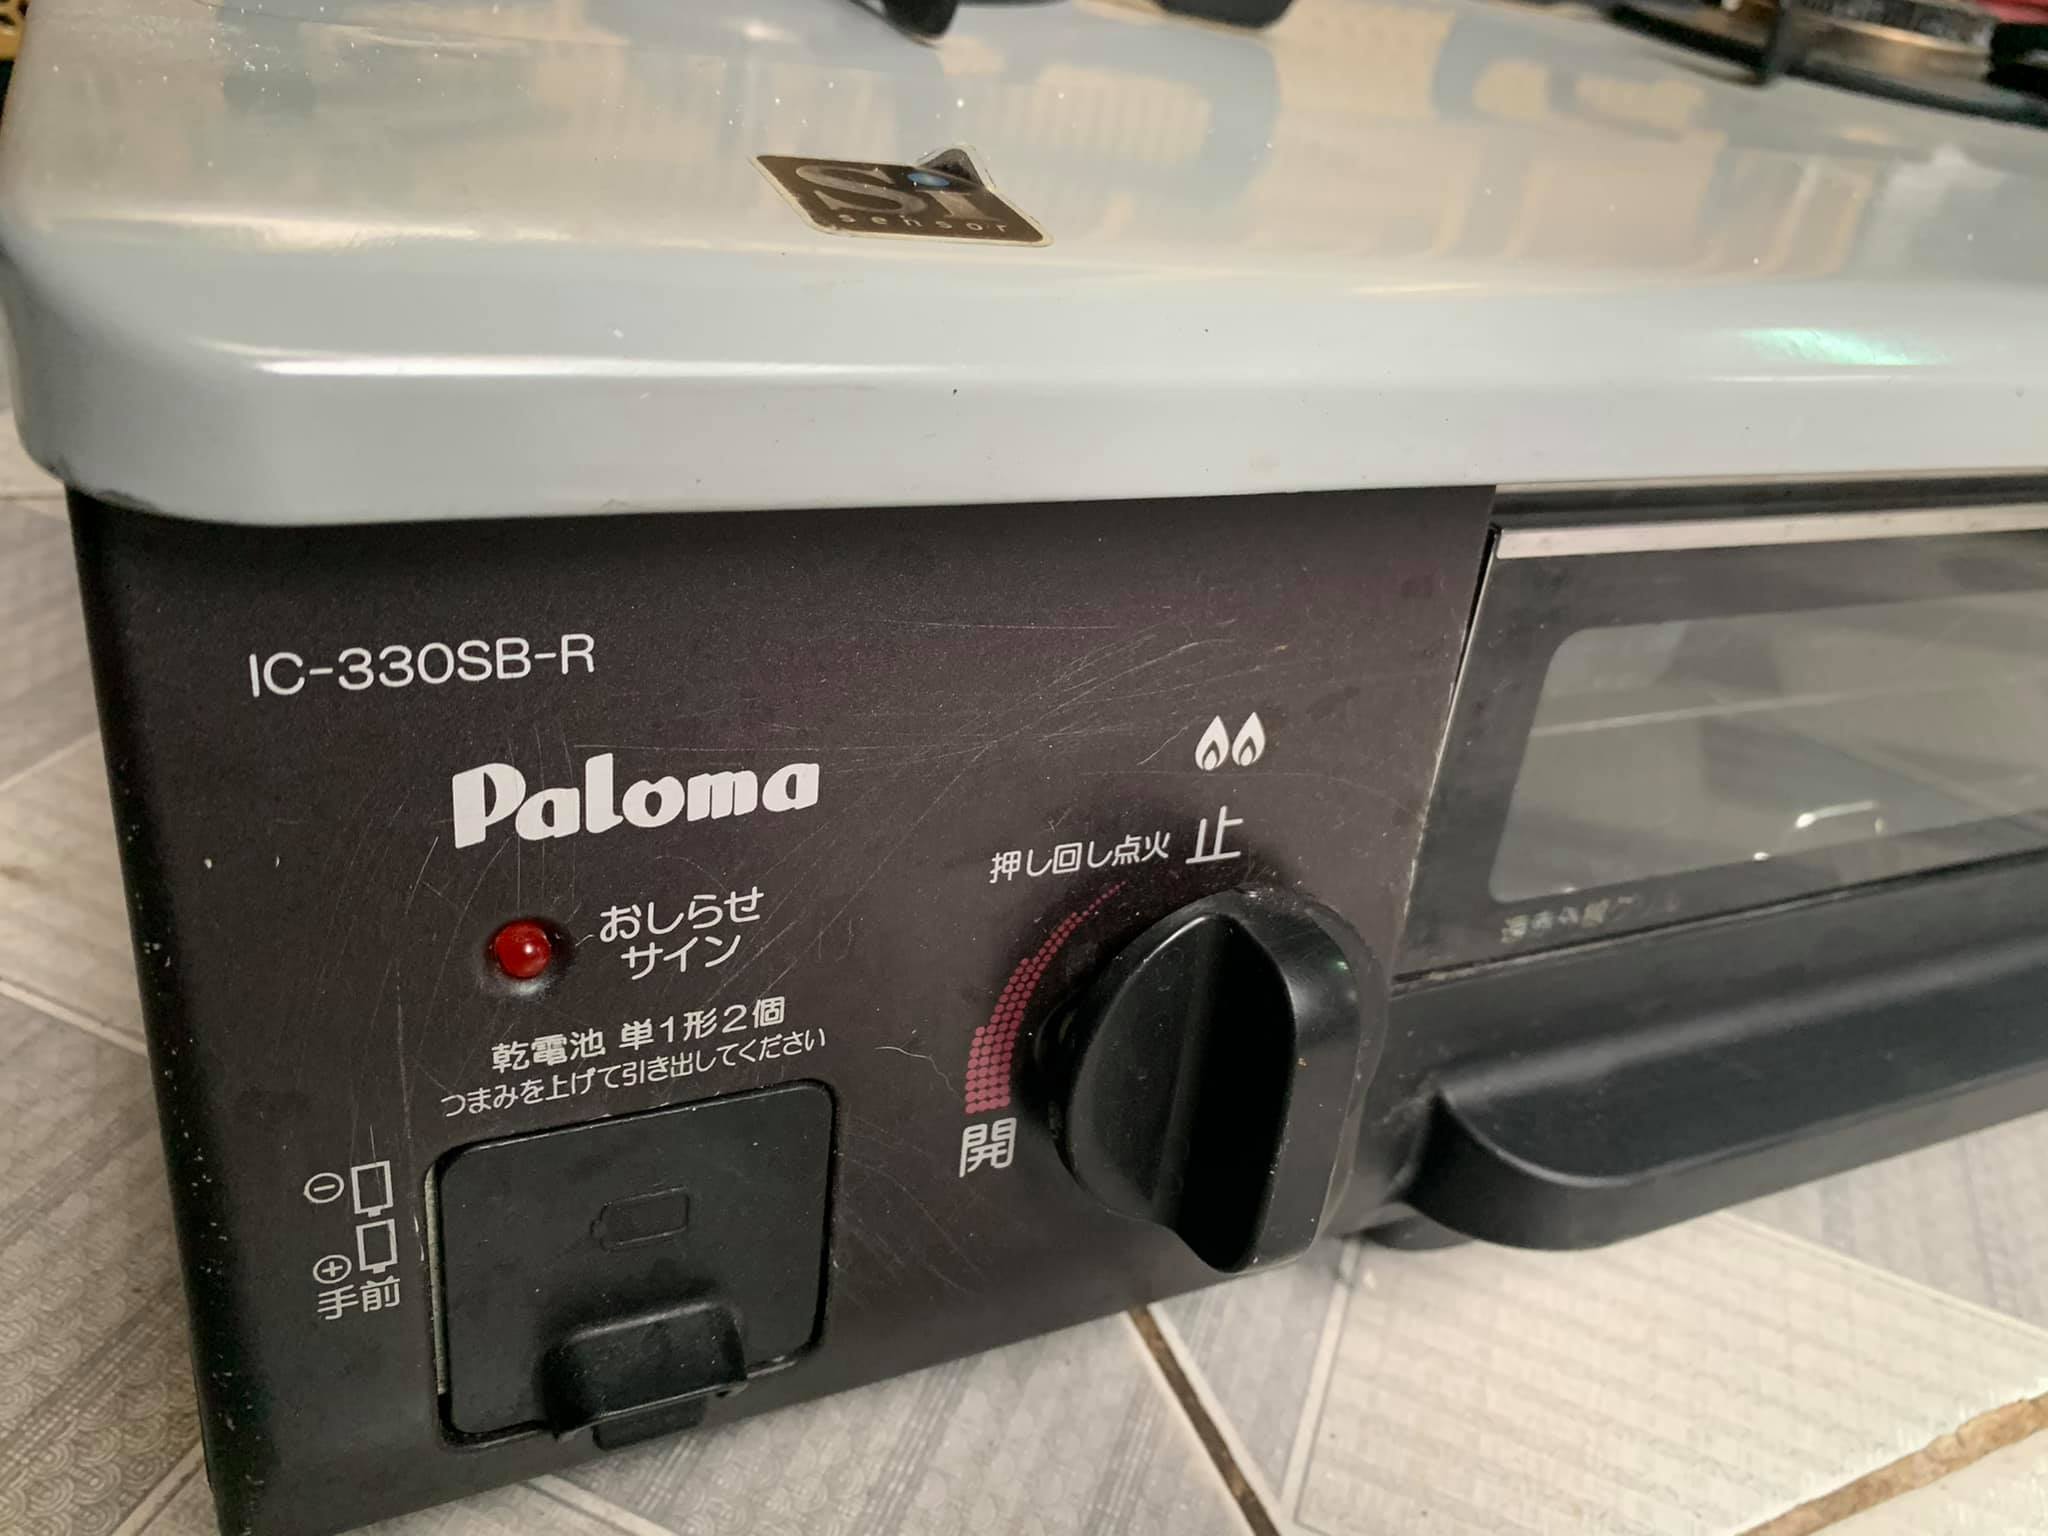 Si
sensor
IC-330SB-R
Paloma
おしらせ
サイン
乾電池 単1形2個
つまみを上げて引き出してください
⊖
⊕
手前
押し回し点火 止
開